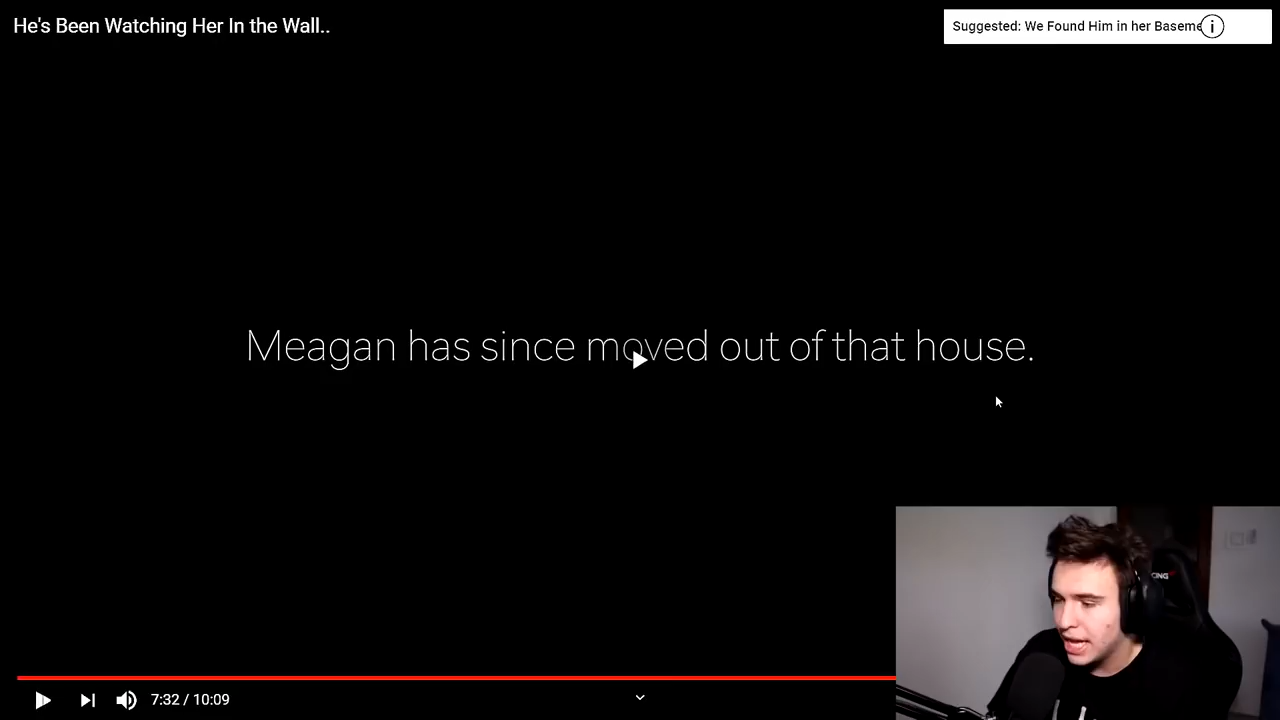 He's Been Watching Her In the Wall..
Suggested: We Found Him in her Baseme
Meagan has since moved out of that house.
CING
7:32 / 10:09